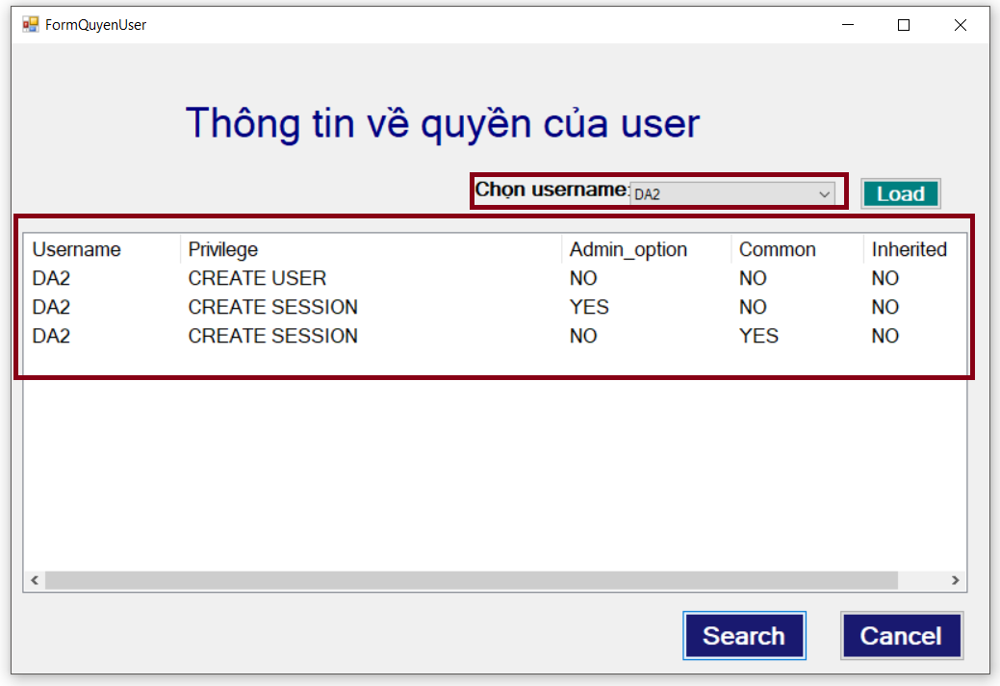 FormQuyenUser
Thông tin về quyền của user
Chọn username: DA2 Load
Username Privilege Admin_option Common Inherited
DA2 CREATE USER NO NO NO
DA2 CREATE SESSION YES NO NO
DA2 CREATE SESSION NO YES NO
Search Cancel